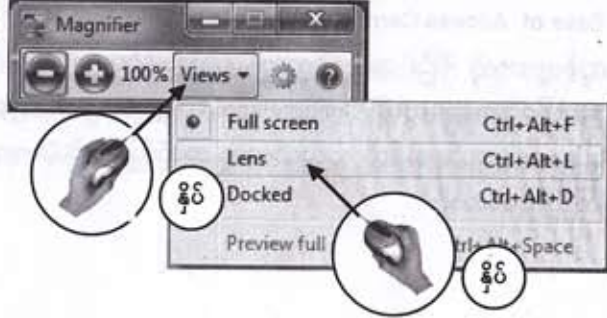 Magnifier
100% Views
Full screen Ctrl+Alt+F
Lens Ctrl+Alt+L
နှိပ် Docked Ctrl+Alt+D
Preview full trl+Alt+Space
နှိပ်